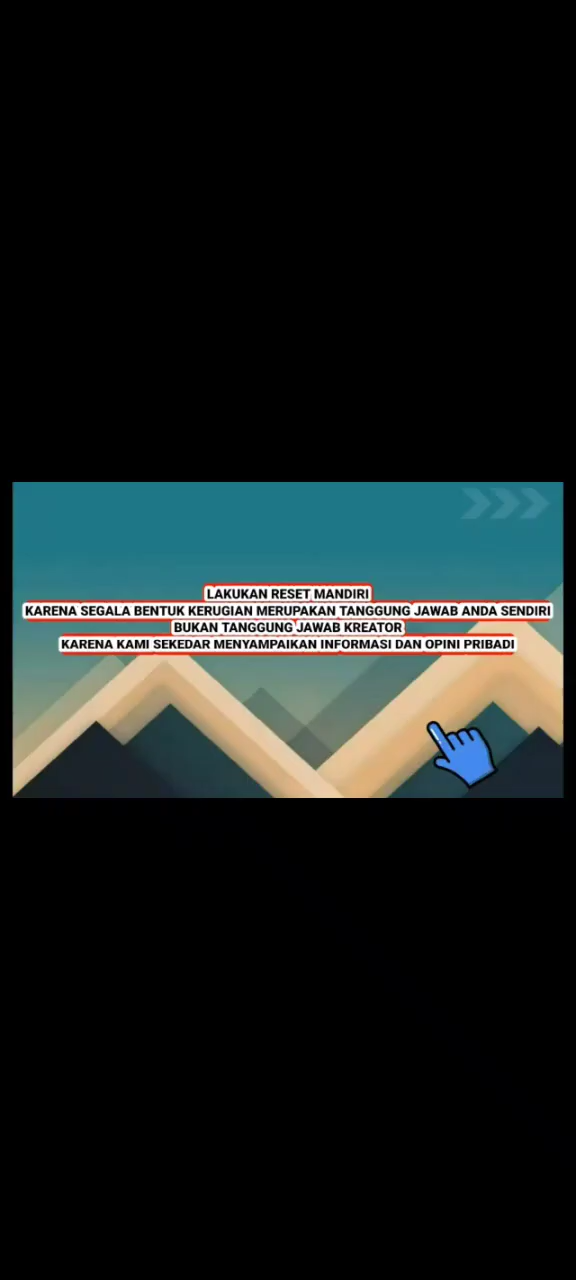 LAKUKAN RESET MANDIRI
KARENA SEGALA BENTUK KERUGIAN MERUPAKAN TANGGUNG JAWAB ANDA SENDIRI
BUKAN TANGGUNG JAWAB KREATOR
KARENA KAMI SEKEDAR MENYAMPAIKAN INFORMASI DAN OPINI PRIBADI